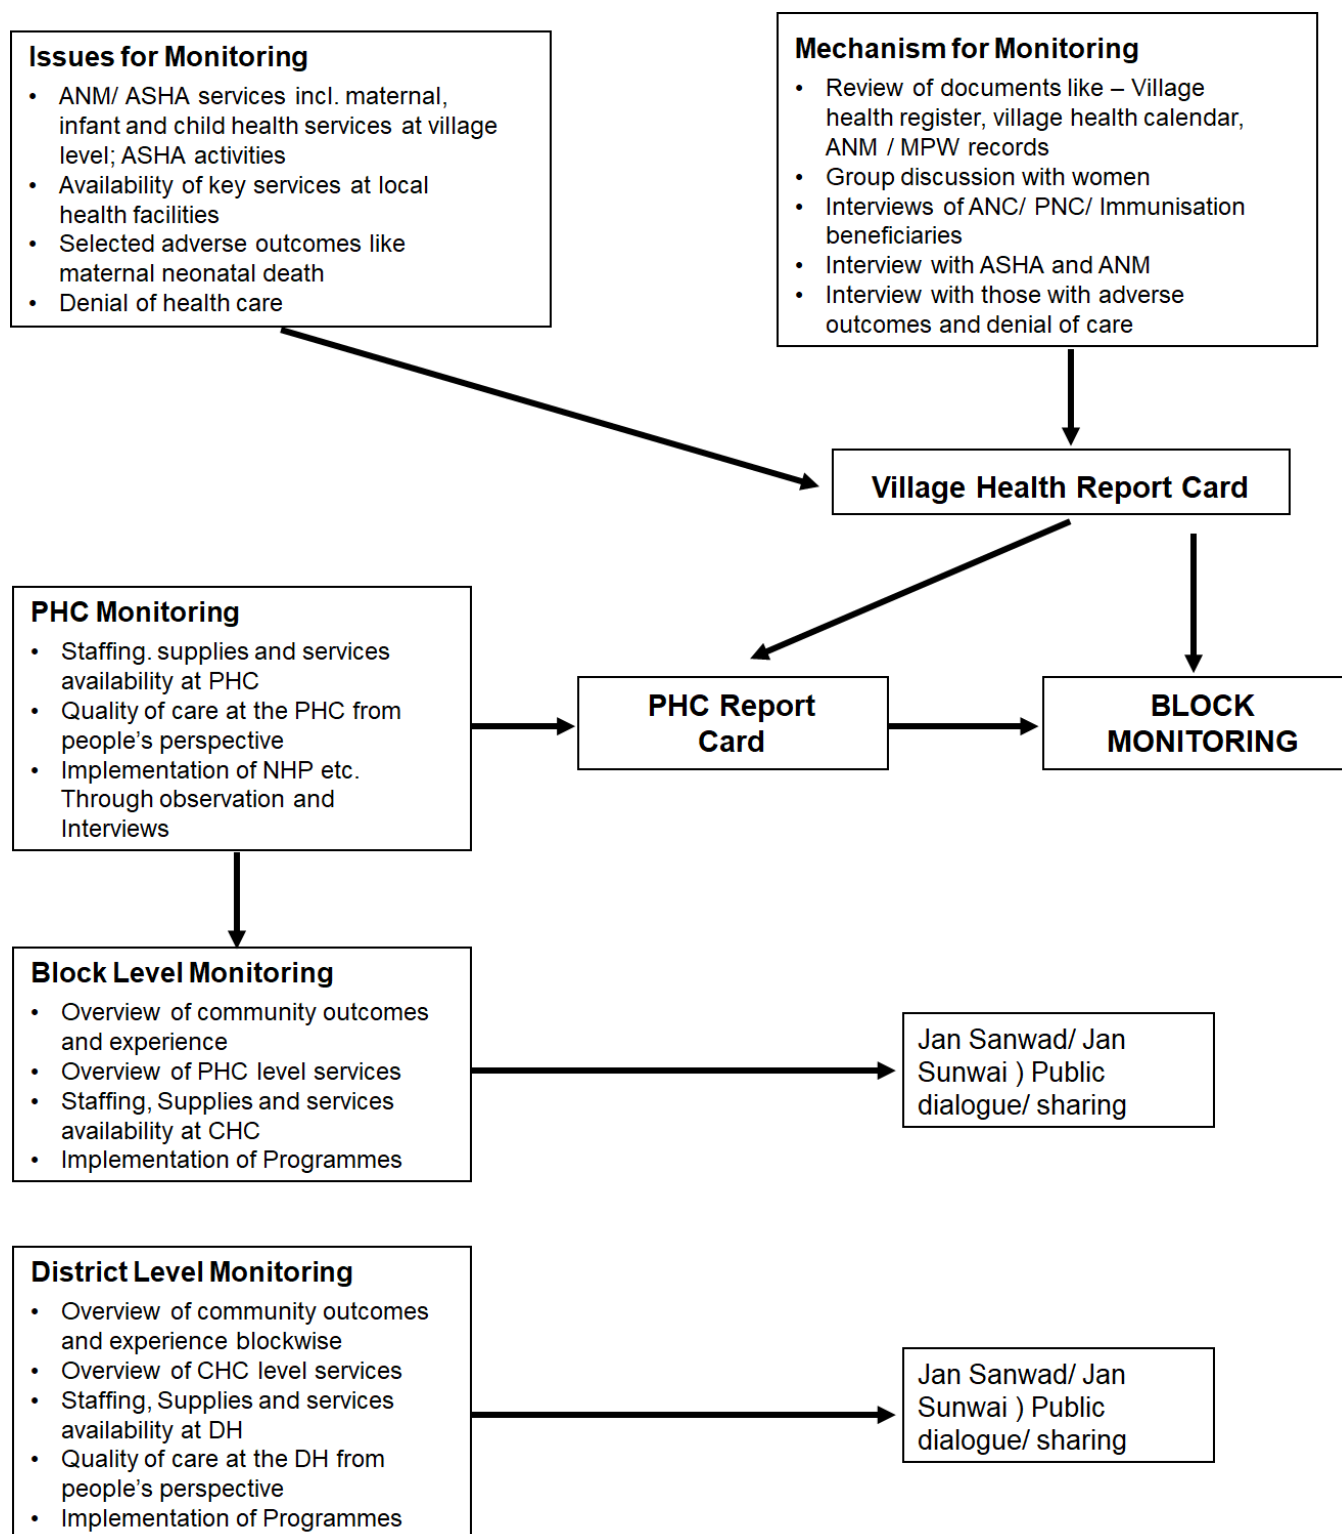 Issues for Monitoring
• ANM/ ASHA services incl. maternal,
infant and child health services at village
level; ASHA activities
• Availability of key services at local
health facilities
• Selected adverse outcomes like
maternal neonatal death
• Denial of health care
Mechanism for Monitoring
• Review of documents like – Village
health register, village health calendar,
ANM / MPW records
• Group discussion with women
• Interviews of ANC/ PNC/ Immunisation
beneficiaries
• Interview with ASHA and ANM
• Interview with those with adverse
outcomes and denial of care
Village Health Report Card
PHC Monitoring
• Staffing. supplies and services
availability at PHC
• Quality of care at the PHC from
people’s perspective
• Implementation of NHP etc.
Through observation and
Interviews
PHC Report
Card
BLOCK
MONITORING
Block Level Monitoring
• Overview of community outcomes
and experience
• Overview of PHC level services
• Staffing, Supplies and services
availability at CHC
• Implementation of Programmes
Jan Sanwad/ Jan
Sunwai ) Public
dialogue/ sharing
District Level Monitoring
• Overview of community outcomes
and experience blockwise
• Overview of CHC level services
• Staffing, Supplies and services
availability at DH
• Quality of care at the DH from
people’s perspective
• Implementation of Programmes
Jan Sanwad/ Jan
Sunwai ) Public
dialogue/ sharing